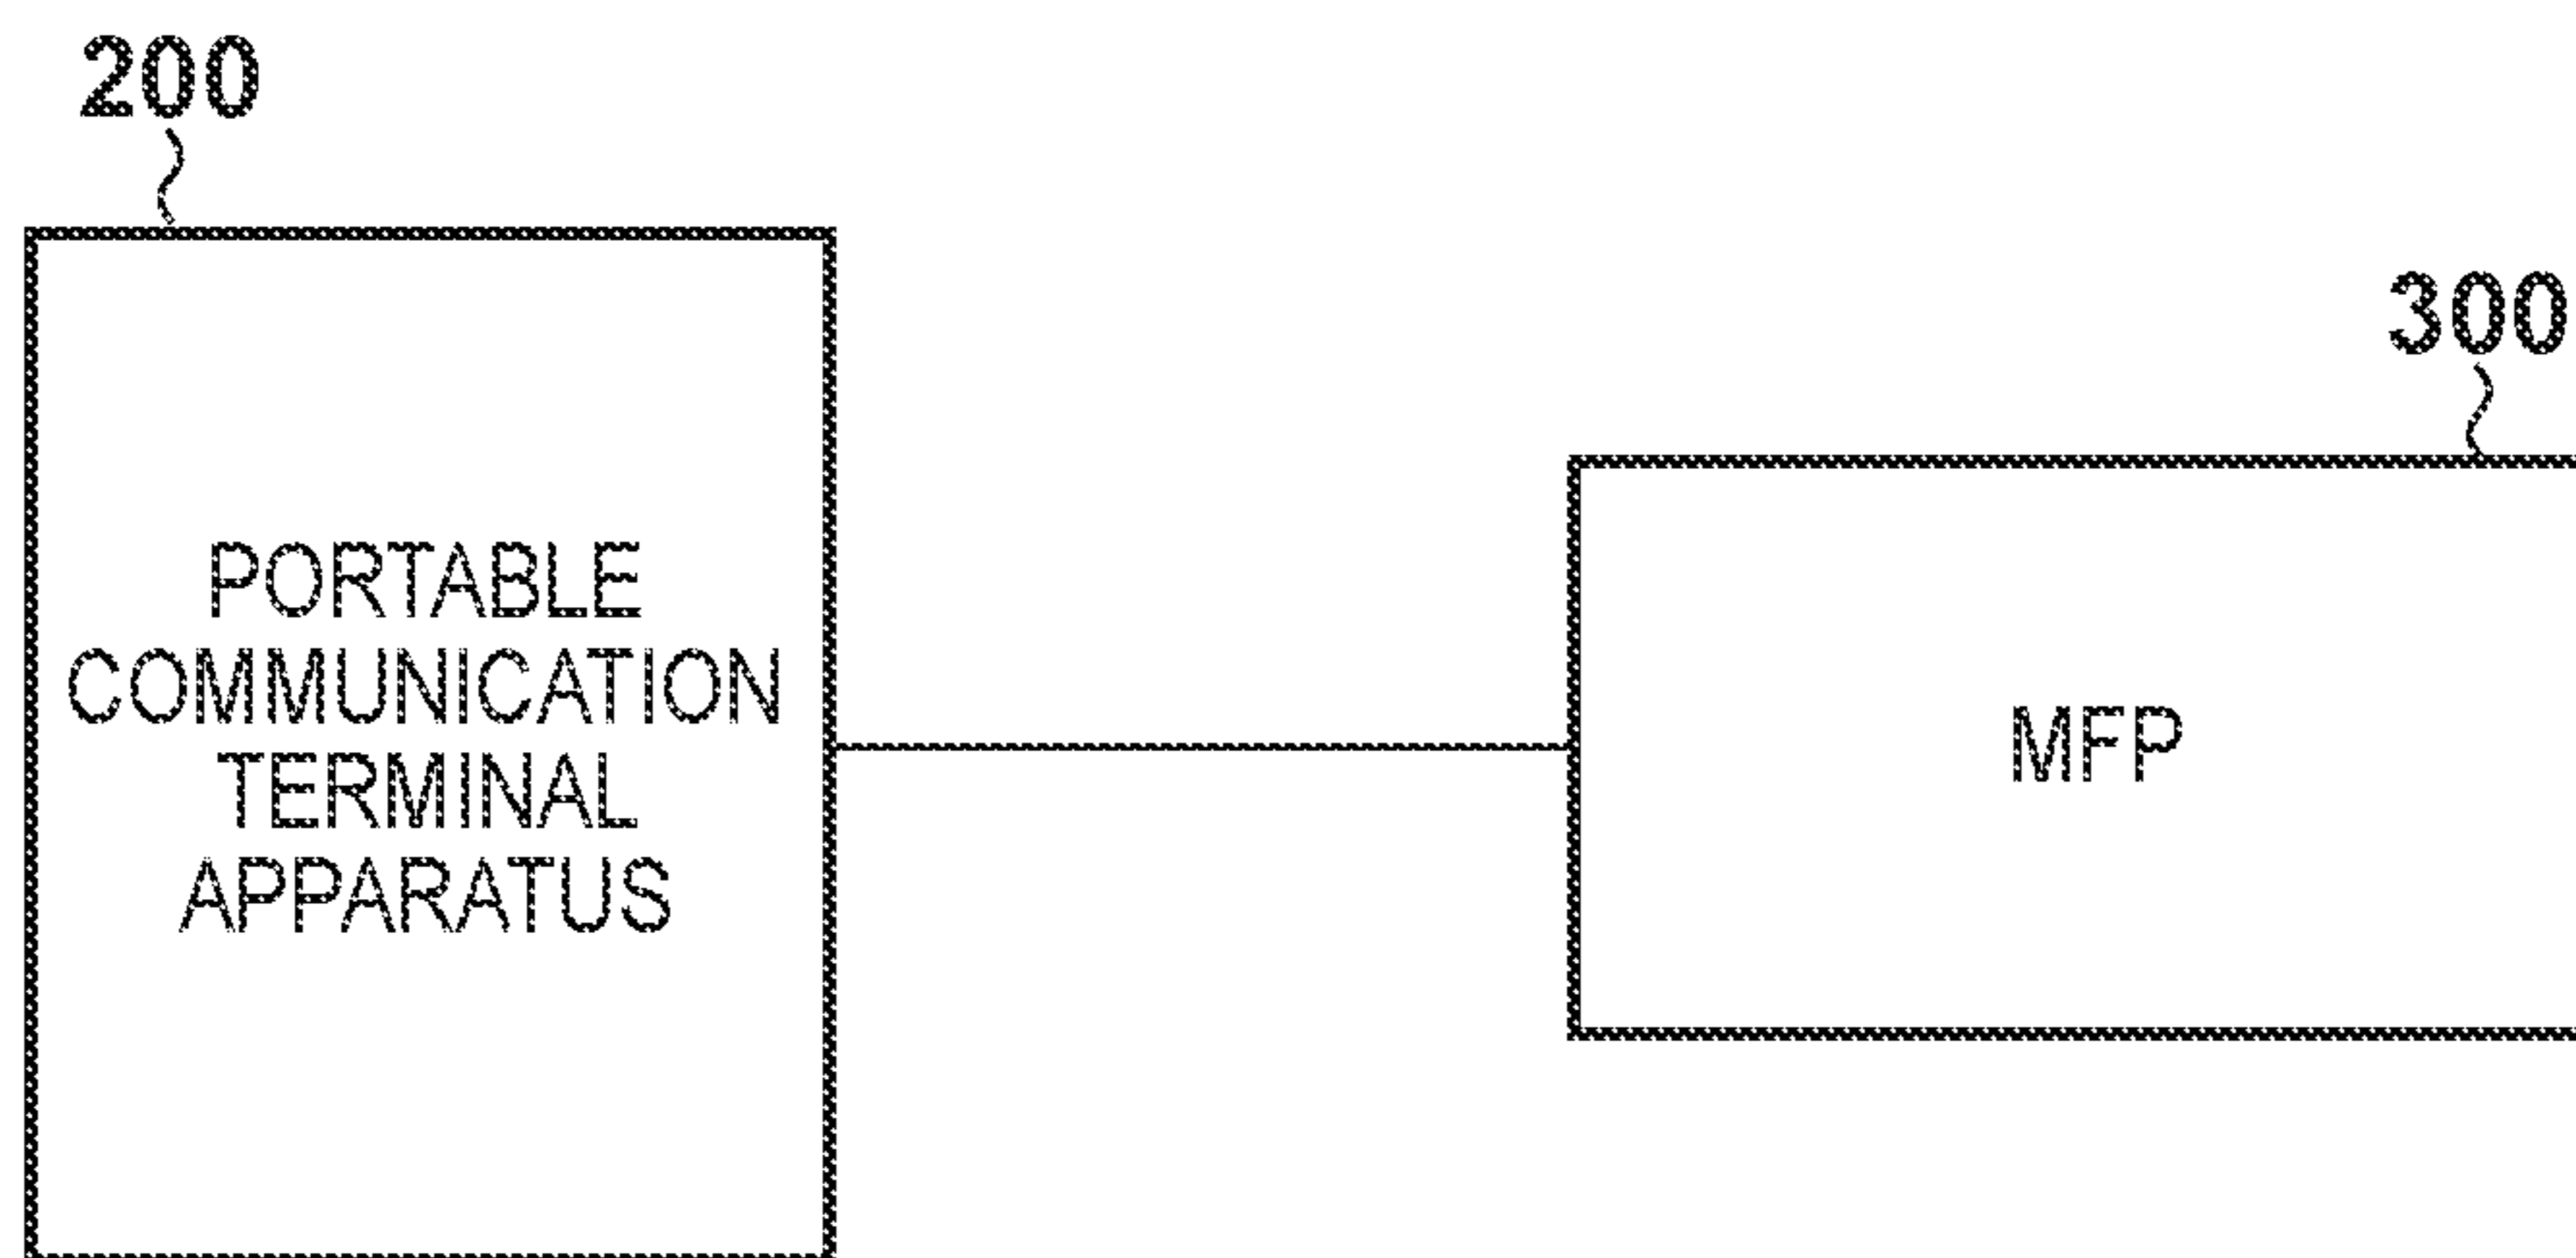 200
300
PORTABLE
COMMUNICATION
TERMINAL
APPARATUS
MFP